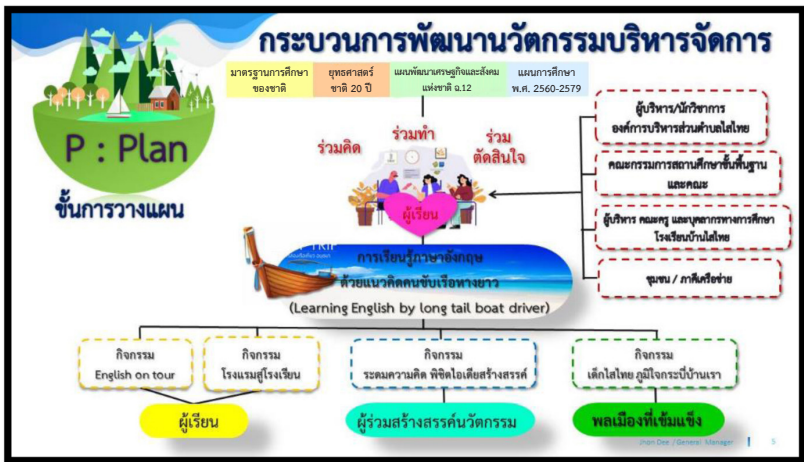 กระบวนการพัฒนานวัตกรรมบริหารจัดการ
มาตรฐานการศึกษา
ของชาติ
ยุทธศาสตร์
ชาติ 20 ปี
แผนพัฒนาเศรษฐกิจและสังคม
แห่งชาติ ฉ.12
แผนการศึกษา
พ.ศ. 2560-2579
P : Plan
ขั้นการวางแผน
ร่วมคิด
ร่วมทำ
ร่วม
ตัดสินใจ
ผู้เรียน
ผู้บริหาร/นักวิชาการ
องค์การบริหารส่วนตำบลไสไทย
คณะกรรมการสถานศึกษาขั้นพื้นฐาน
และคณะ
ผู้บริหาร คณะครู และบุคลากรทางการศึกษา
โรงเรียนบ้านไสไทย
ชุมชน / ภาคีเครือข่าย
TRIP
การเรียนรู้ภาษาอังกฤษ
ด้วยแนวคิดคนขับเรือหางยาว
(Learning English by long tail boat driver)
กิจกรรม
English on tour
กิจกรรม
โรงแรมสู่โรงเรียน
กิจกรรม
ระดมความคิด พิชิตไอเดียสร้างสรรค์
กิจกรรม
เด็กไสไทย ภูมิใจกระบี่บ้านเรา
ผู้เรียน
ผู้ร่วมสร้างสรรค์นวัตกรรม
พลเมืองที่เข้มแข็ง
Jhon Dee / General Manager
5